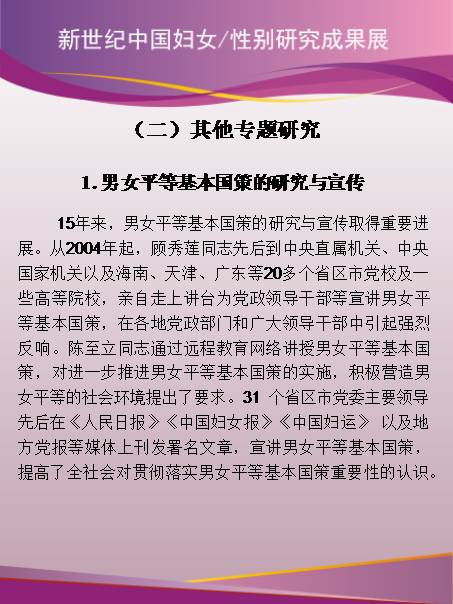 新世纪中国妇女/性别研究成果展
（二）其他专题研究
1.男女平等基本国策的研究与宣传
15年来，男女平等基本国策的研究与宣传取得重要进
展。从2004年起，顾秀莲同志先后到中央直属机关、中央
国家机关以及海南、天津、广东等20多个省区市党校及一
些高等院校，亲自走上讲台为党政领导干部等宣讲男女平
等基本国策，在各地党政部门和广大领导干部中引起强烈
反响。陈至立同志通过远程教育网络讲授男女平等基本国
策，对进一步推进男女平等基本国策的实施，积极营造男
女平等的社会环境提出了要求。31 个省区市党委主要领导
先后在《人民日报》《中国妇女报》《中国妇运》 以及地
方党报等媒体上刊发署名文章，宣讲男女平等基本国策，
提高了全社会对贯彻落实男女平等基本国策重要性的认识。